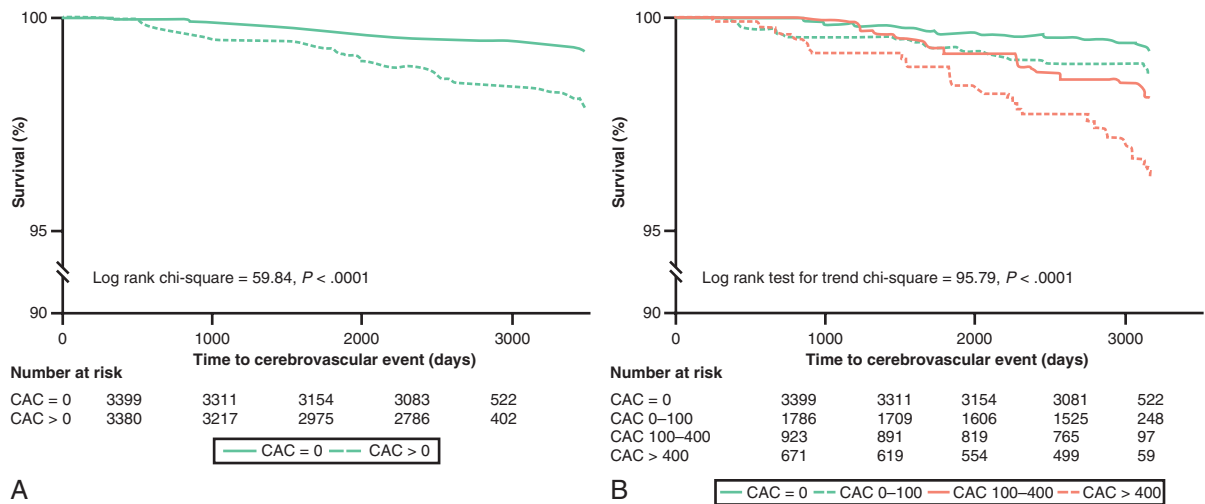 100
95
90
Survival (%)
Log rank chi-square = 59.84, P < .0001
0 1000 2000 3000
Time to cerebrovascular event (days)
Number at risk
CAC = 0 3399 3311 3154 3083 522
CAC > 0 3380 3217 2975 2786 402
CAC = 0 CAC > 0
A
100
95
90
Survival (%)
Log rank test for trend chi-square = 95.79, P < .0001
0 1000 2000 3000
Time to cerebrovascular event (days)
Number at risk
CAC = 0 3399 3311 3154 3081 522
CAC 0–100 1786 1709 1606 1525 248
CAC 100–400 923 891 819 765 97
CAC > 400 671 619 554 499 59
CAC = 0 CAC 0–100 CAC 100–400 CAC > 400
B